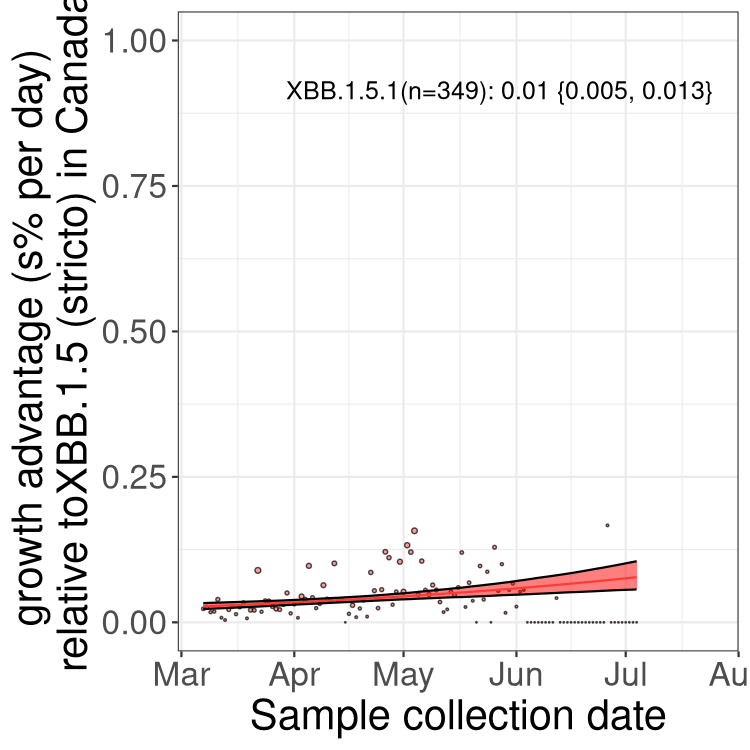 growth advantage (s% per day)
relative toXBB.1.5 (stricto) in Canada
1.00
0.75
0.50
0.25
0.00
XBB.1.5.1(n=349): 0.01 {0.005, 0.013}
Mar Apr May Jun Jul Au
Sample collection date